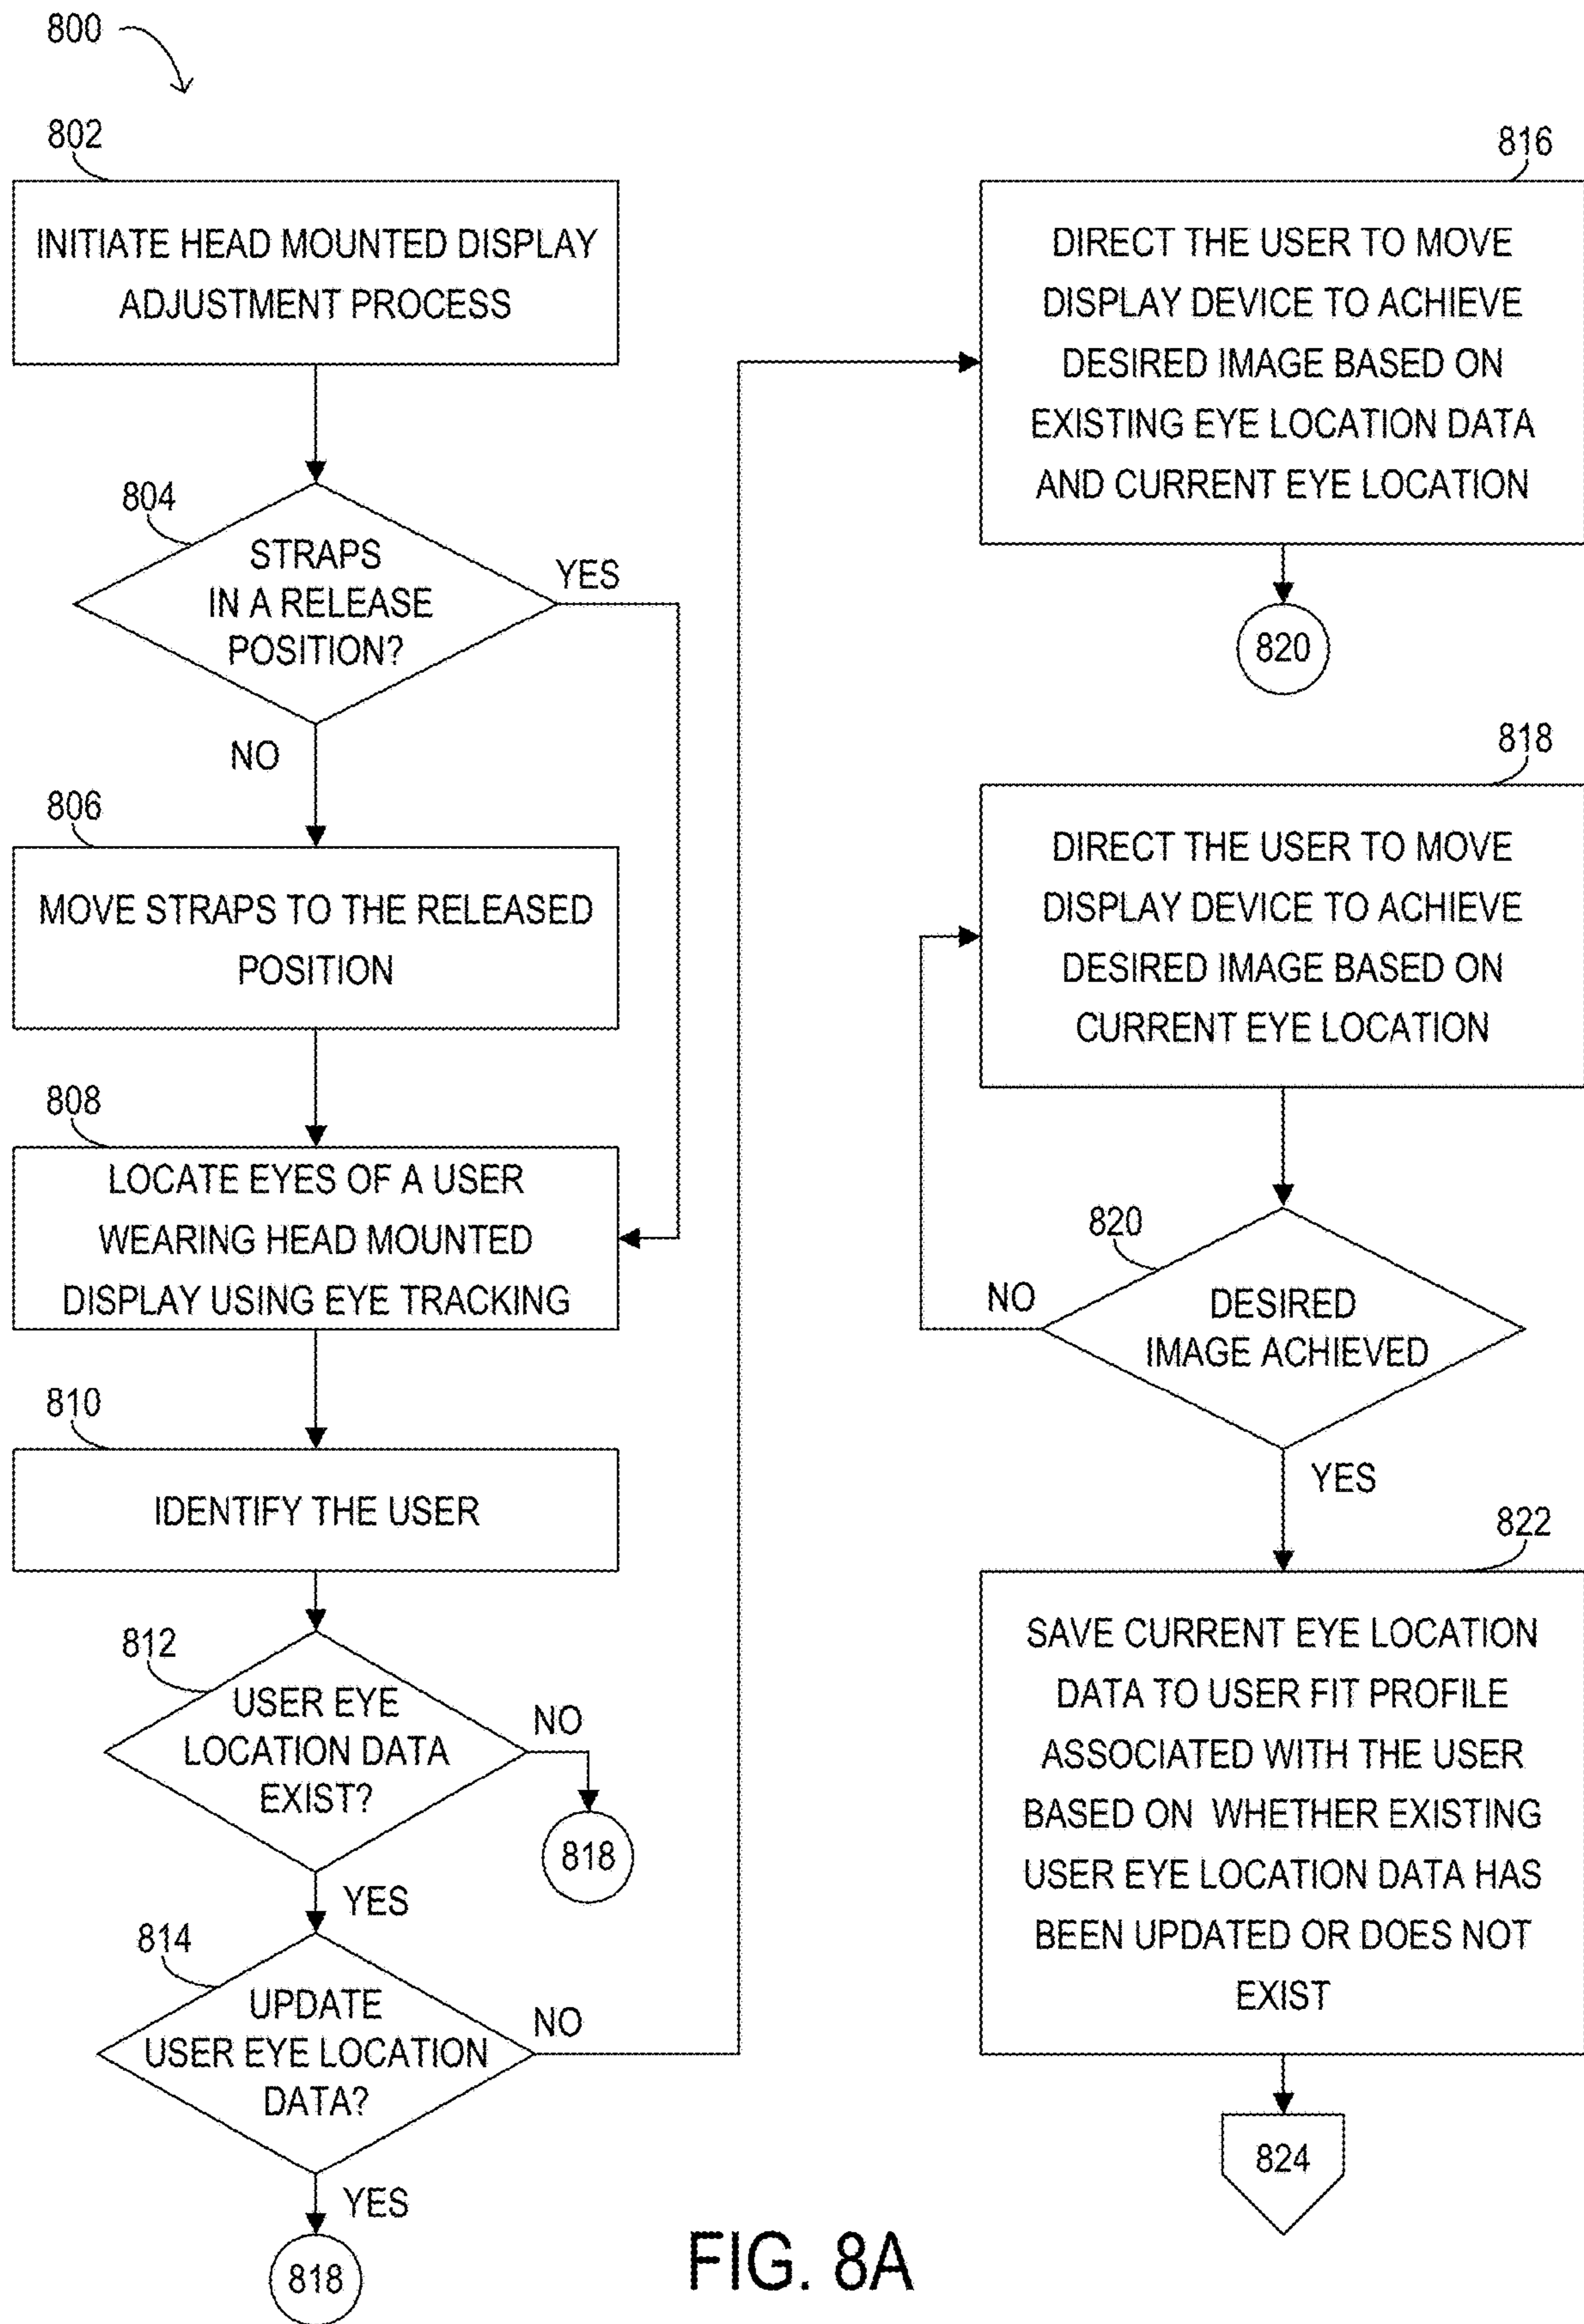 800
802
INITIATE HEAD MOUNTED DISPLAY
ADJUSTMENT PROCESS
804
STRAPS
IN A RELEASE
POSITION?
YES
NO
806
MOVE STRAPS TO THE RELEASED
POSITION
808
LOCATE EYES OF A USER
WEARING HEAD MOUNTED
DISPLAY USING EYE TRACKING
810
IDENTIFY THE USER
812
USER EYE
LOCATION DATA
EXIST?
NO
818
YES
814
UPDATE
USER EYE LOCATION
DATA?
NO
YES
818
816
DIRECT THE USER TO MOVE
DISPLAY DEVICE TO ACHIEVE
DESIRED IMAGE BASED ON
EXISTING EYE LOCATION DATA
AND CURRENT EYE LOCATION
820
818
DIRECT THE USER TO MOVE
DISPLAY DEVICE TO ACHIEVE
DESIRED IMAGE BASED ON
CURRENT EYE LOCATION
820
DESIRED
IMAGE ACHIEVED
NO
YES
822
SAVE CURRENT EYE LOCATION
DATA TO USER FIT PROFILE
ASSOCIATED WITH THE USER
BASED ON WHETHER EXISTING
USER EYE LOCATION DATA HAS
BEEN UPDATED OR DOES NOT
EXIST
824
FIG. 8A